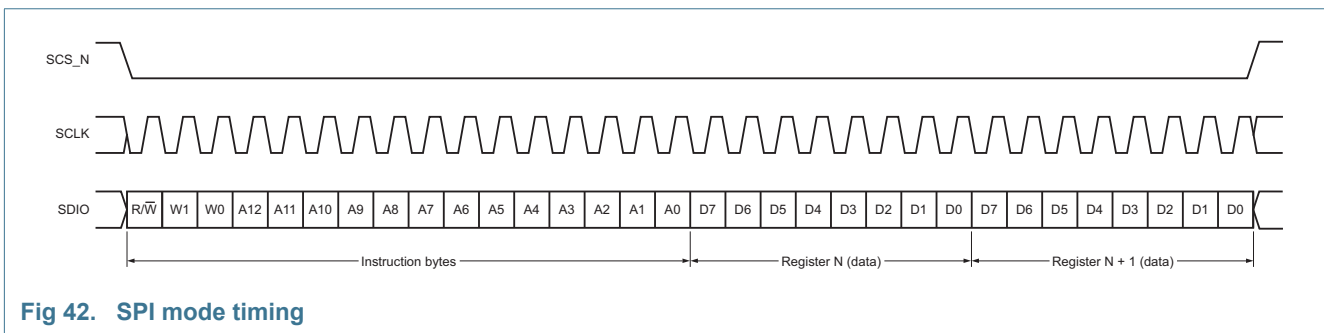 SCS_N
SCLK
SDIO R/W̅ W1 W0 A12 A11 A10 A9 A8 A7 A6 A5 A4 A3 A2 A1 A0 D7 D6 D5 D4 D3 D2 D1 D0 D7 D6 D5 D4 D3 D2 D1 D0
Instruction bytes Register N (data) Register N + 1 (data)
Fig 42. SPI mode timing